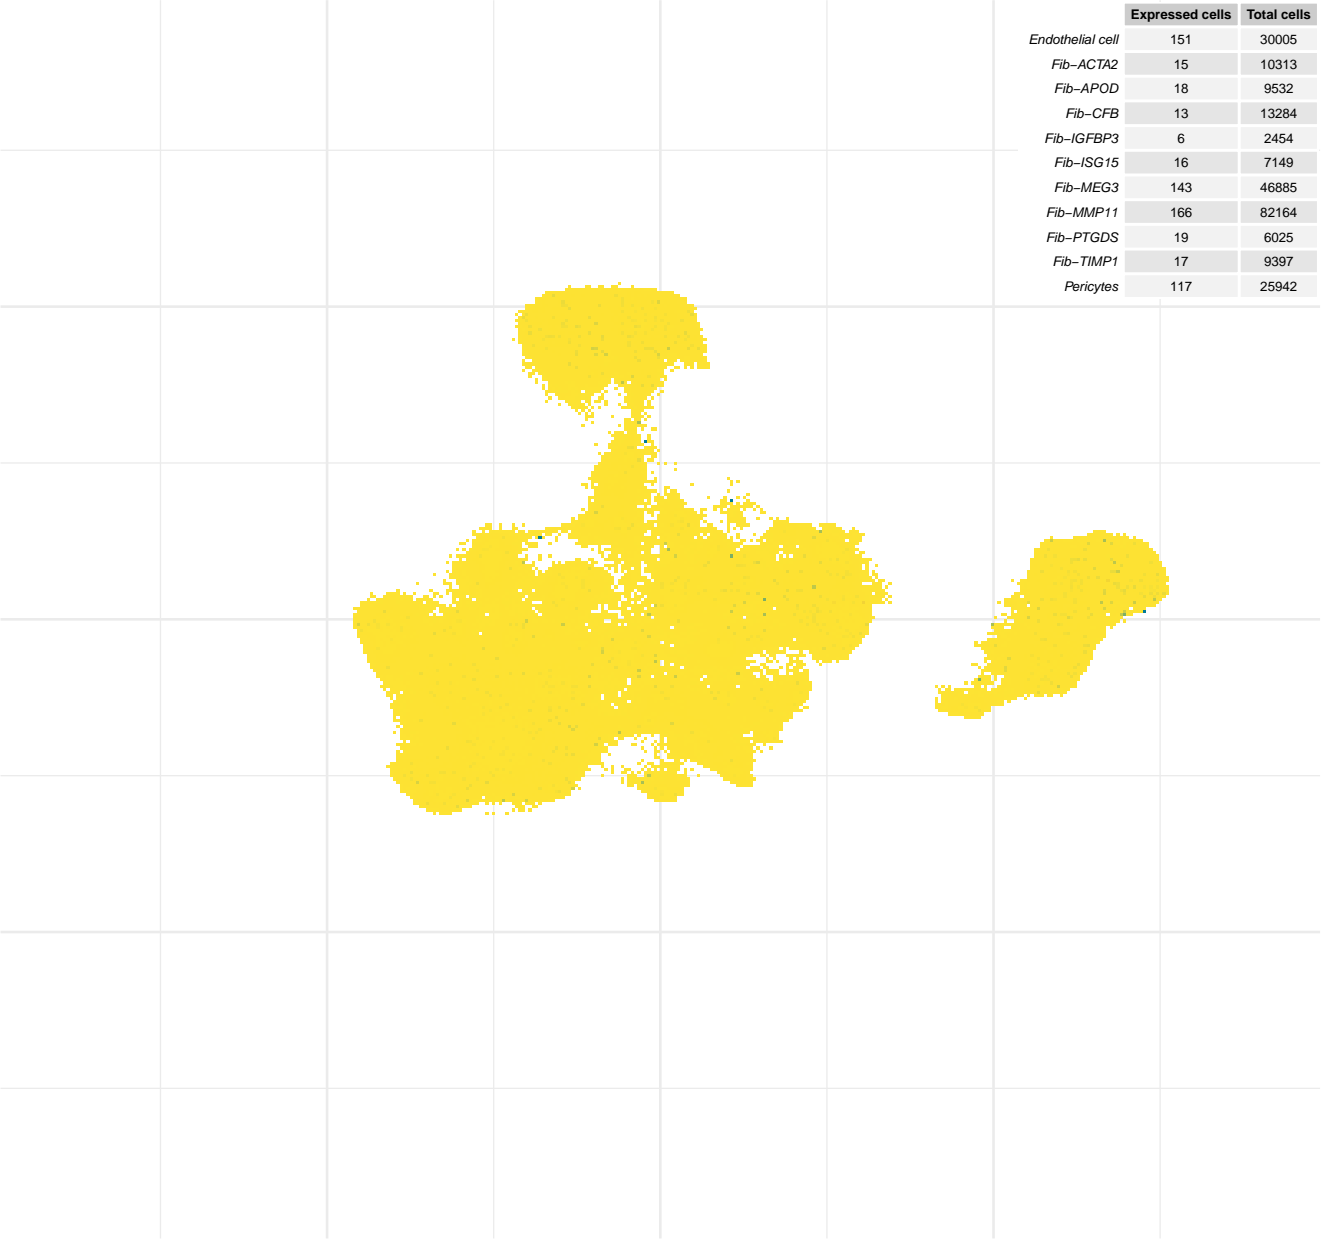 Expressed cells Total cells
Endothelial cell 151 30005
Fib−ACTA2 15 10313
Fib−APOD 18 9532
Fib−CFB 13 13284
Fib−IGFBP3 6 2454
Fib−ISG15 16 7149
Fib−MEG3 143 46885
Fib−MMP11 166 82164
Fib−PTGDS 19 6025
Fib−TIMP1 17 9397
Pericytes 117 25942